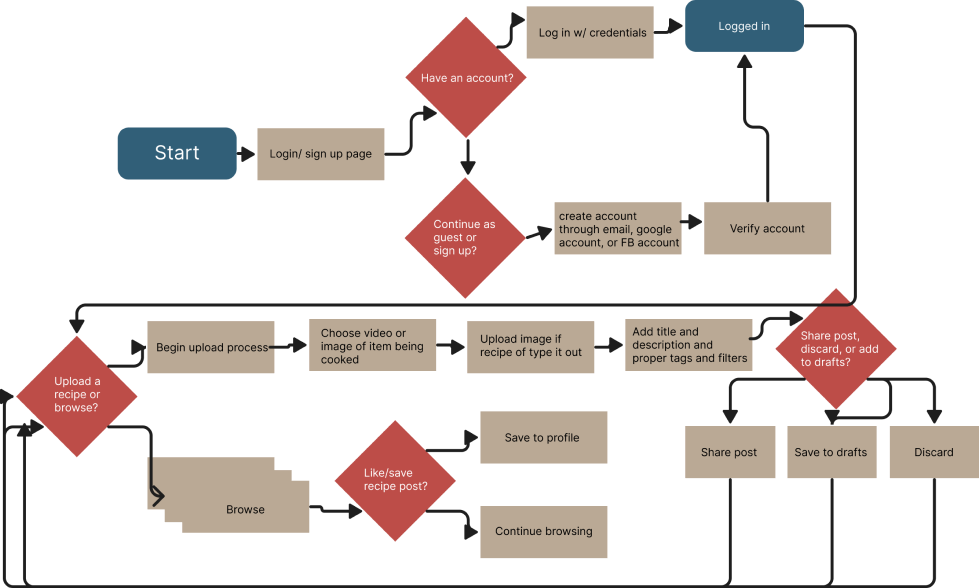 Log in w/ credentials
Logged in
Have an account?
Start
Login/ sign up page
Continue as
guest or
sign up?
create account
through email, google
account, or FB account
Verify account
Begin upload process
Choose video or
image of item being
cooked
Upload image if
recipe of type it out
Add title and
description and
proper tags and filters
Share post,
discard, or add
to drafts?
Upload a
recipe or
browse?
Like/save
recipe post?
Save to profile
Share post
Save to drafts
Discard
Browse
Continue browsing